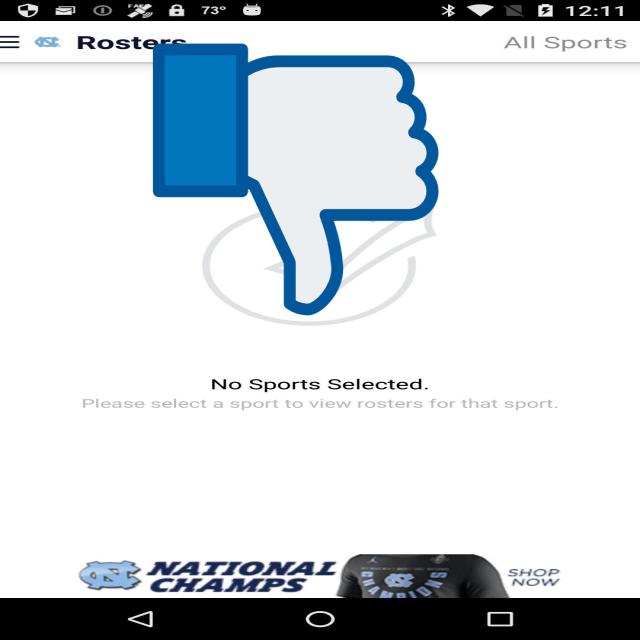 73° 12:11
Rosters All Sports
No Sports Selected.
Please select a sport to view rosters for that sport.
NATIONAL
CHAMPS
CHAMPIONS
SHOP
NOW